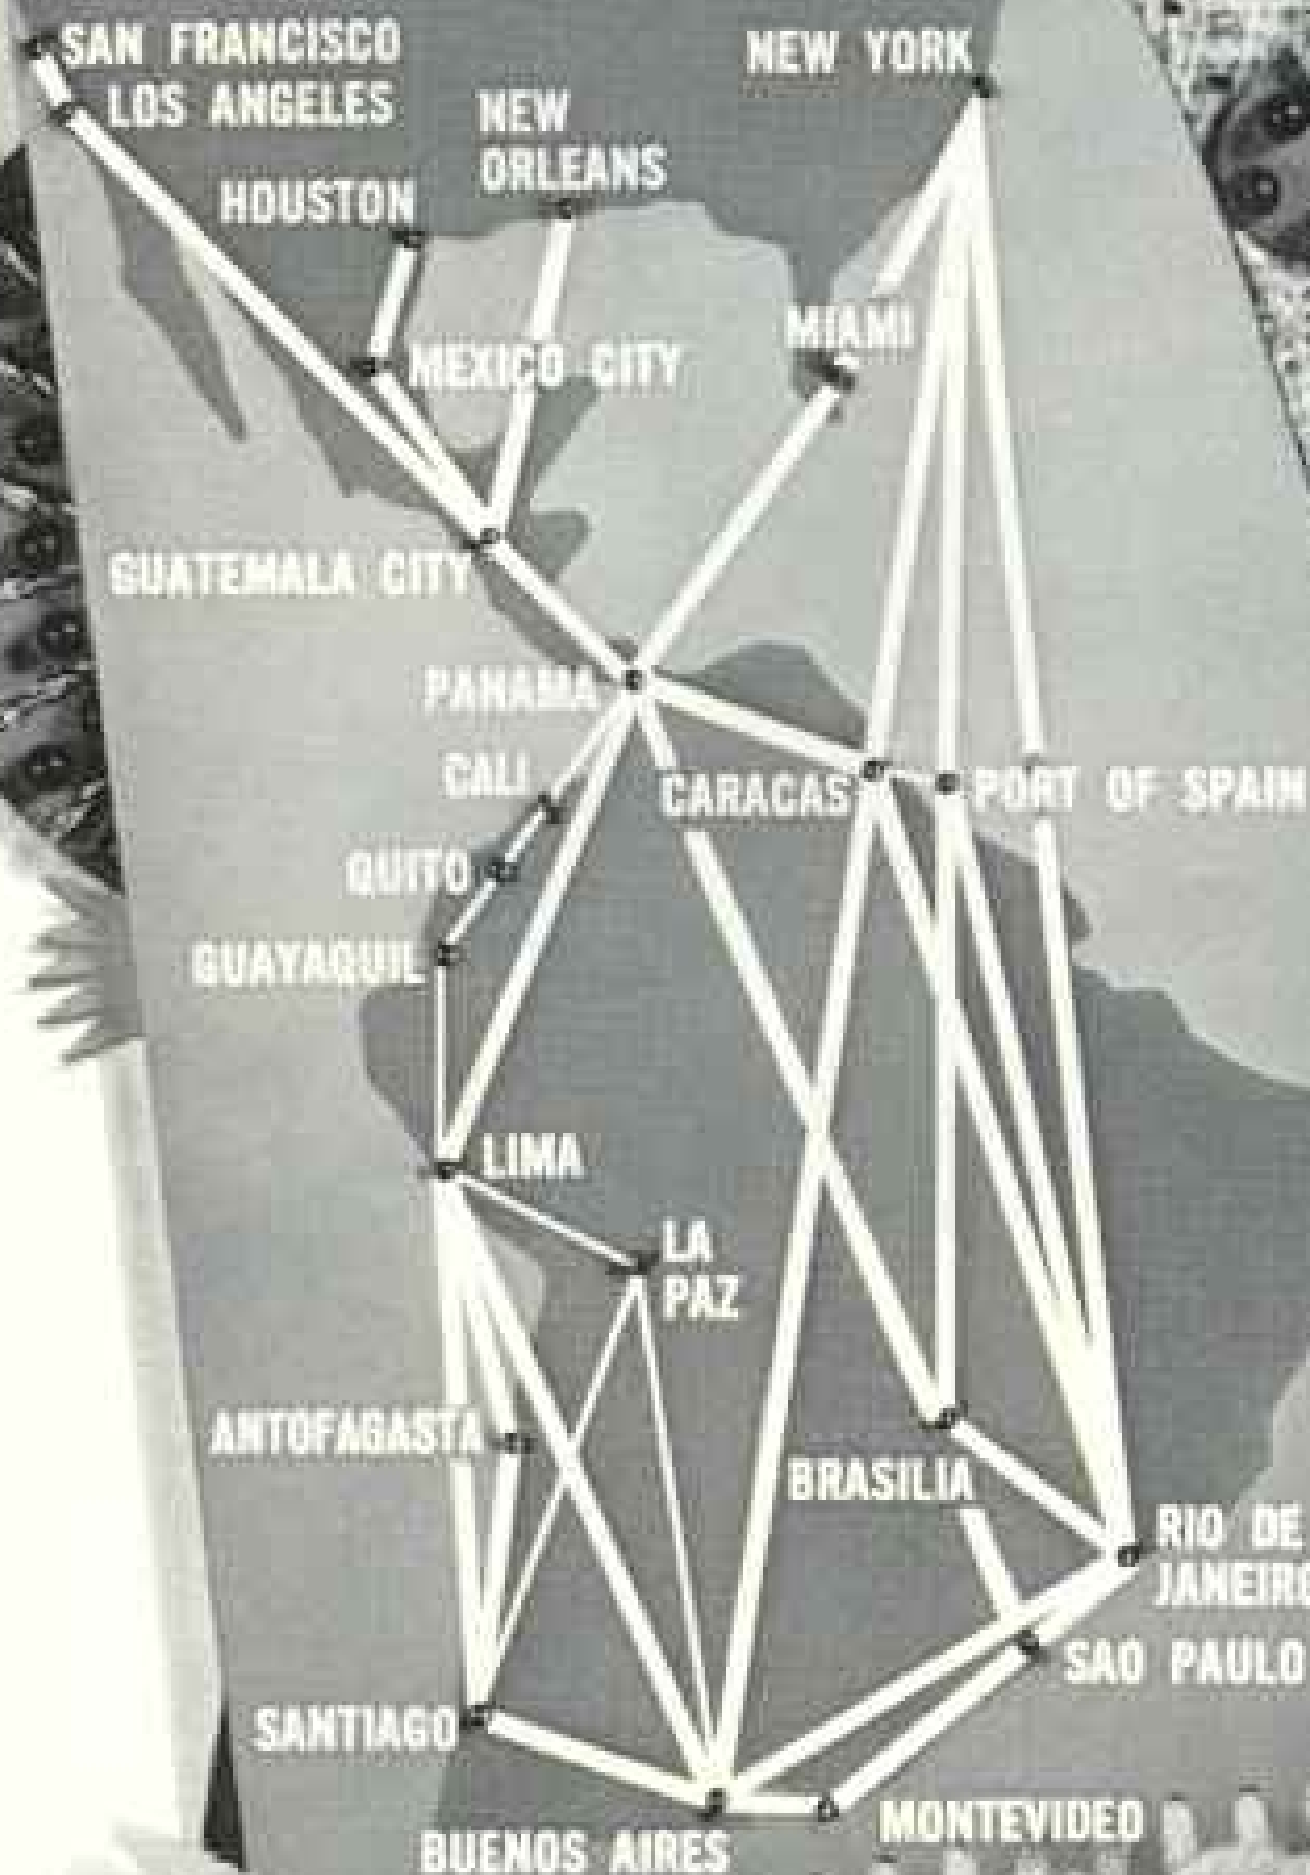 SAN FRANCISCO
NEW YORK
LOS ANGELES
NEW
ORLEANS
HOUSTON
MIAMI
MEXICO CITY
GUATEMALA CITY
PANAMA
CALI
CARACAS
PORT OF SPAIN
QUITO
GUAYAQUIL
LIMA
LA
PAZ
ANTOFAGASTA
BRASILIA
RIO DE
JANEIRO
SAO PAULO
SANTIAGO
MONTEVIDEO
BUENOS AIRES